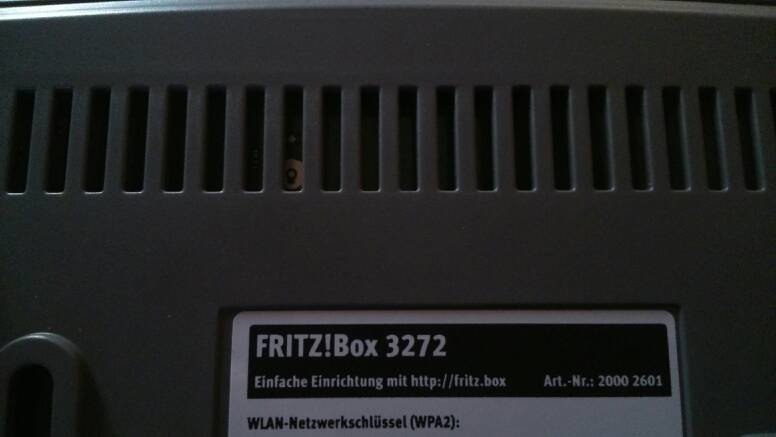 FRITZ!Box 3272
Einfache Einrichtung mit http://fritz.box Art.-Nr.: 2000 2601
WLAN-Netzwerkschlüssel (WPA2):